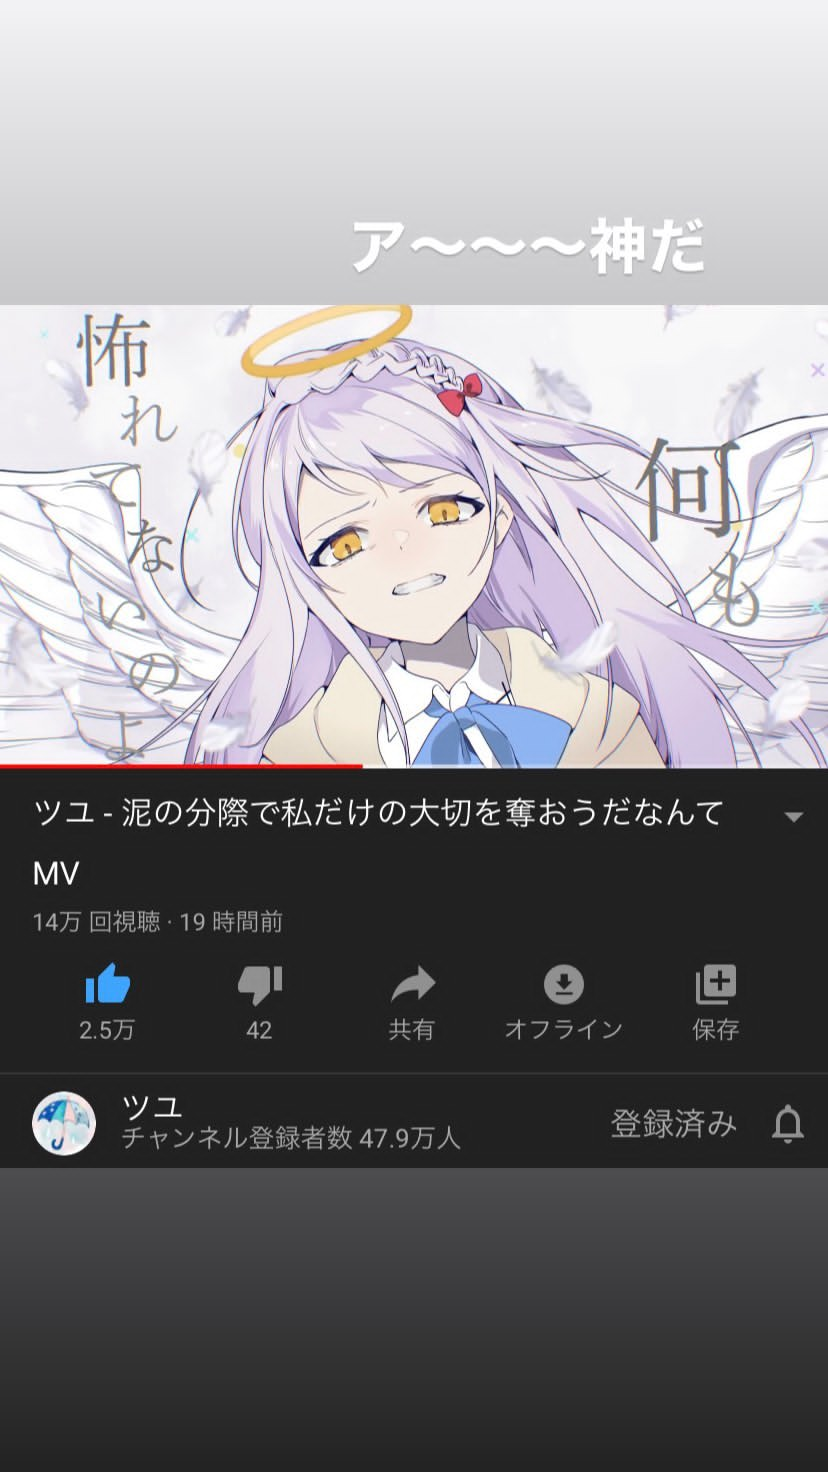 ア〜〜〜神だ
何も
怖れてないのよ
ツユ - 泥の分際で私だけの大切を奪おうだなんて
MV
14万 回視聴 · 19 時間前
2.5万
42
共有
オフライン
保存
ツユ
チャンネル登録者数 47.9万人
登録済み